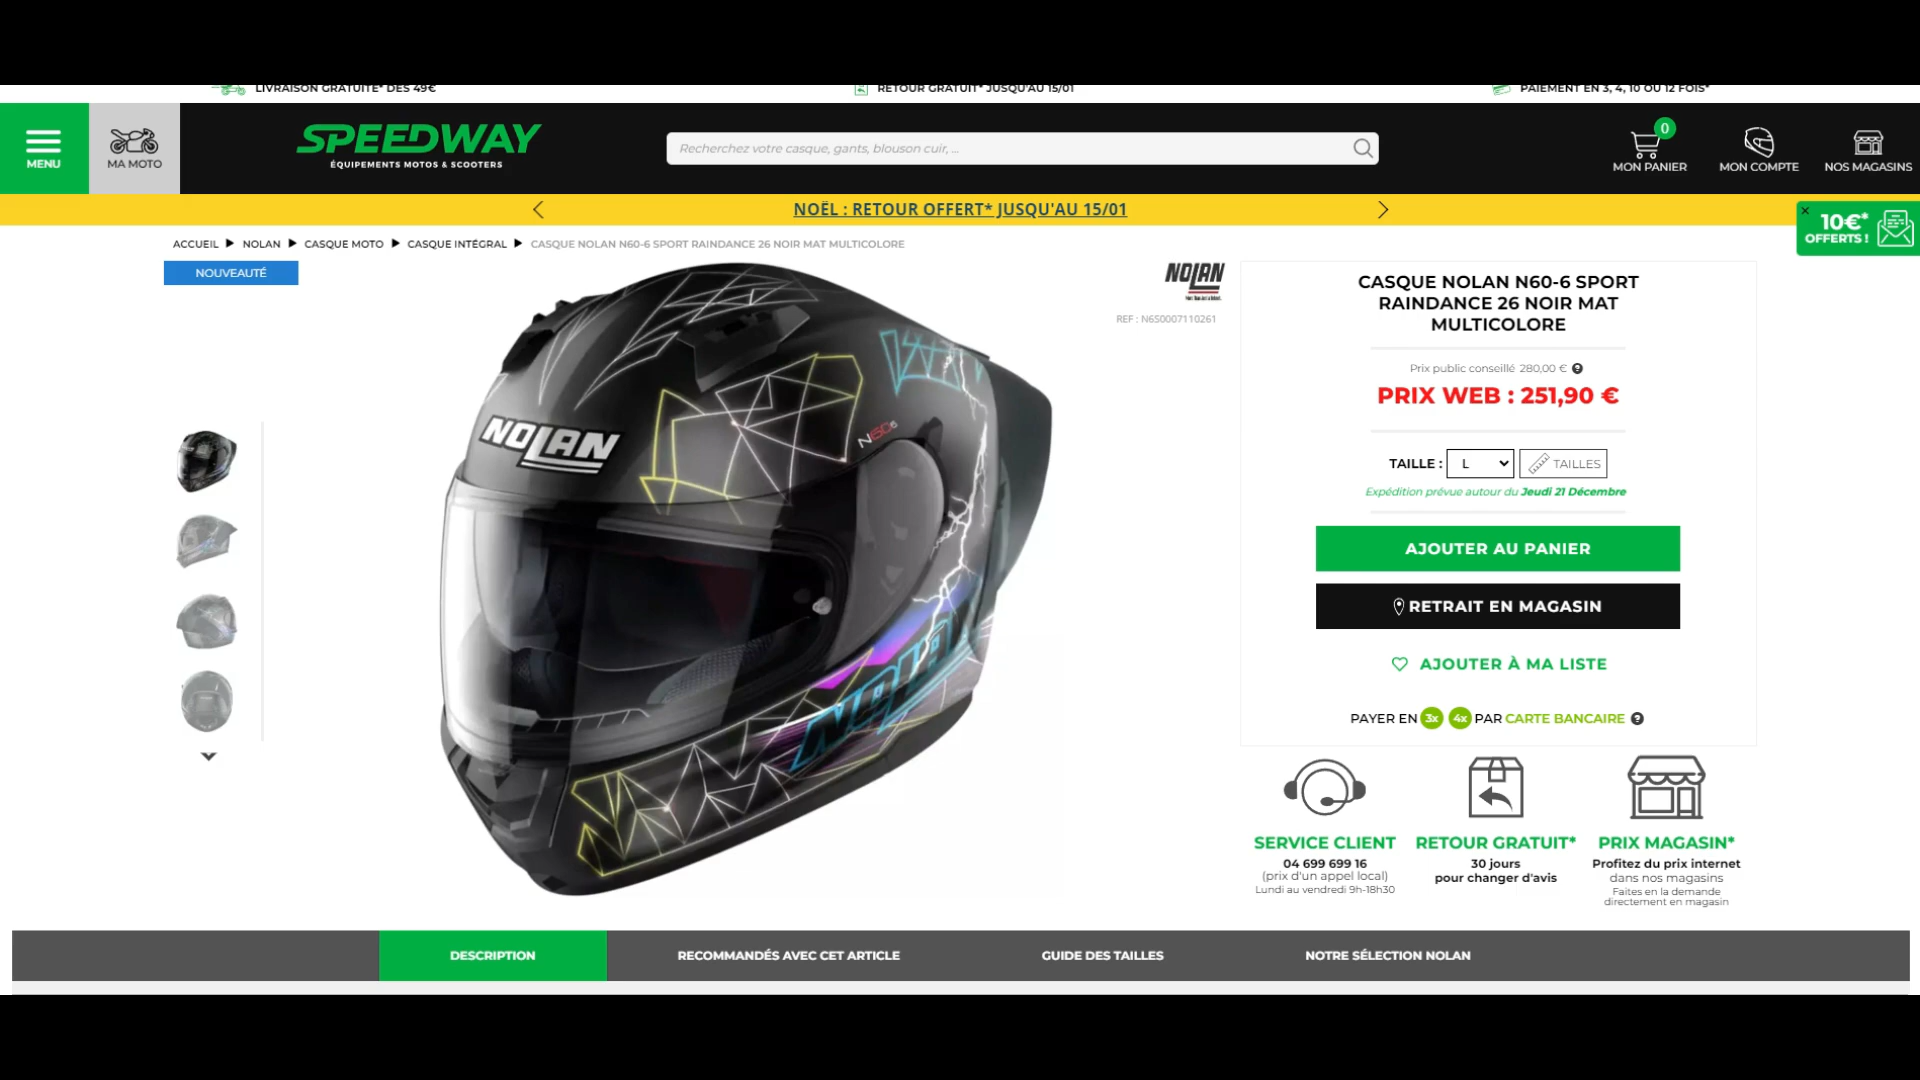 LIVRAISON GRATUITE* DÈS 49€
RETOUR GRATUIT* JUSQU'AU 15/01
PAIEMENT EN 3, 4, 10 OU 12 FOIS*
MENU
MA MOTO
SPEEDWAY
ÉQUIPEMENTS MOTOS & SCOOTERS
Recherchez votre casque, gants, blouson cuir, ...
0
MON PANIER
MON COMPTE
NOS MAGASINS
NOËL : RETOUR OFFERT* JUSQU'AU 15/01
10€*
OFFERTS !
ACCUEIL NOLAN CASQUE MOTO CASQUE INTÉGRAL CASQUE NOLAN N60-6 SPORT RAINDANCE 26 NOIR MAT MULTICOLORE
NOUVEAUTÉ
NOLAN
REF : N6S0007110261
NOLAN
N606
NOLAN
CASQUE NOLAN N60-6 SPORT
RAINDANCE 26 NOIR MAT
MULTICOLORE
Prix public conseillé 280,00 €
PRIX WEB : 251,90 €
TAILLE : L TAILLES
Expédition prévue autour du Jeudi 21 Décembre
AJOUTER AU PANIER
RETRAIT EN MAGASIN
AJOUTER À MA LISTE
PAYER EN 3x 4x PAR CARTE BANCAIRE
SERVICE CLIENT
04 699 699 16
(prix d'un appel local)
Lundi au vendredi 9h-18h30
RETOUR GRATUIT*
30 jours
pour changer d'avis
PRIX MAGASIN*
Profitez du prix internet
dans nos magasins
Faites en la demande
directement en magasin
DESCRIPTION
RECOMMANDÉS AVEC CET ARTICLE
GUIDE DES TAILLES
NOTRE SÉLECTION NOLAN